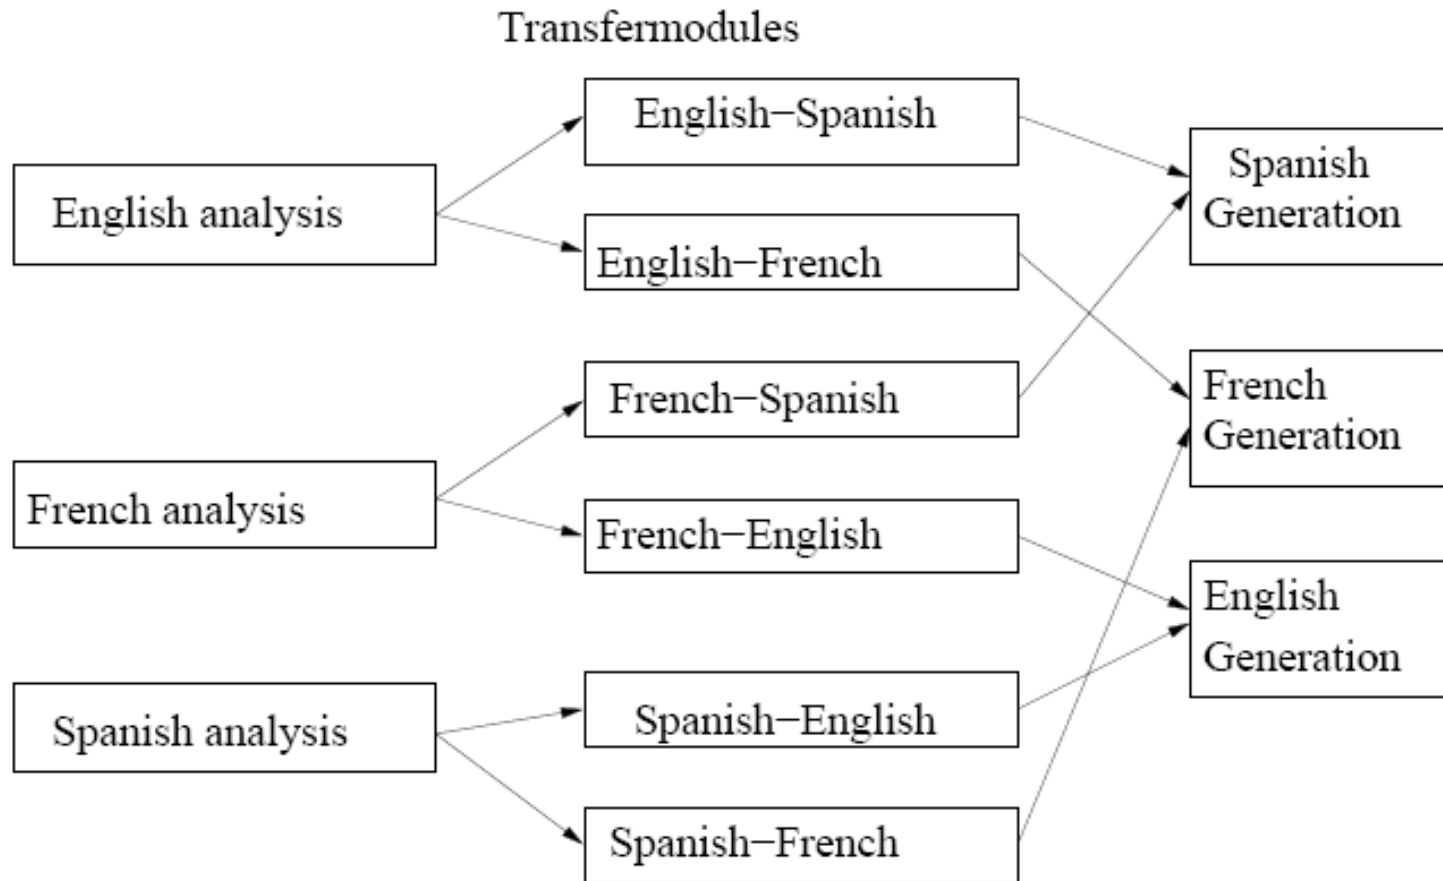 Transfermodules
English–Spanish
English analysis
English–French
Spanish
Generation
French–Spanish
French analysis
French–English
French
Generation
Spanish analysis
Spanish–English
Spanish–French
English
Generation